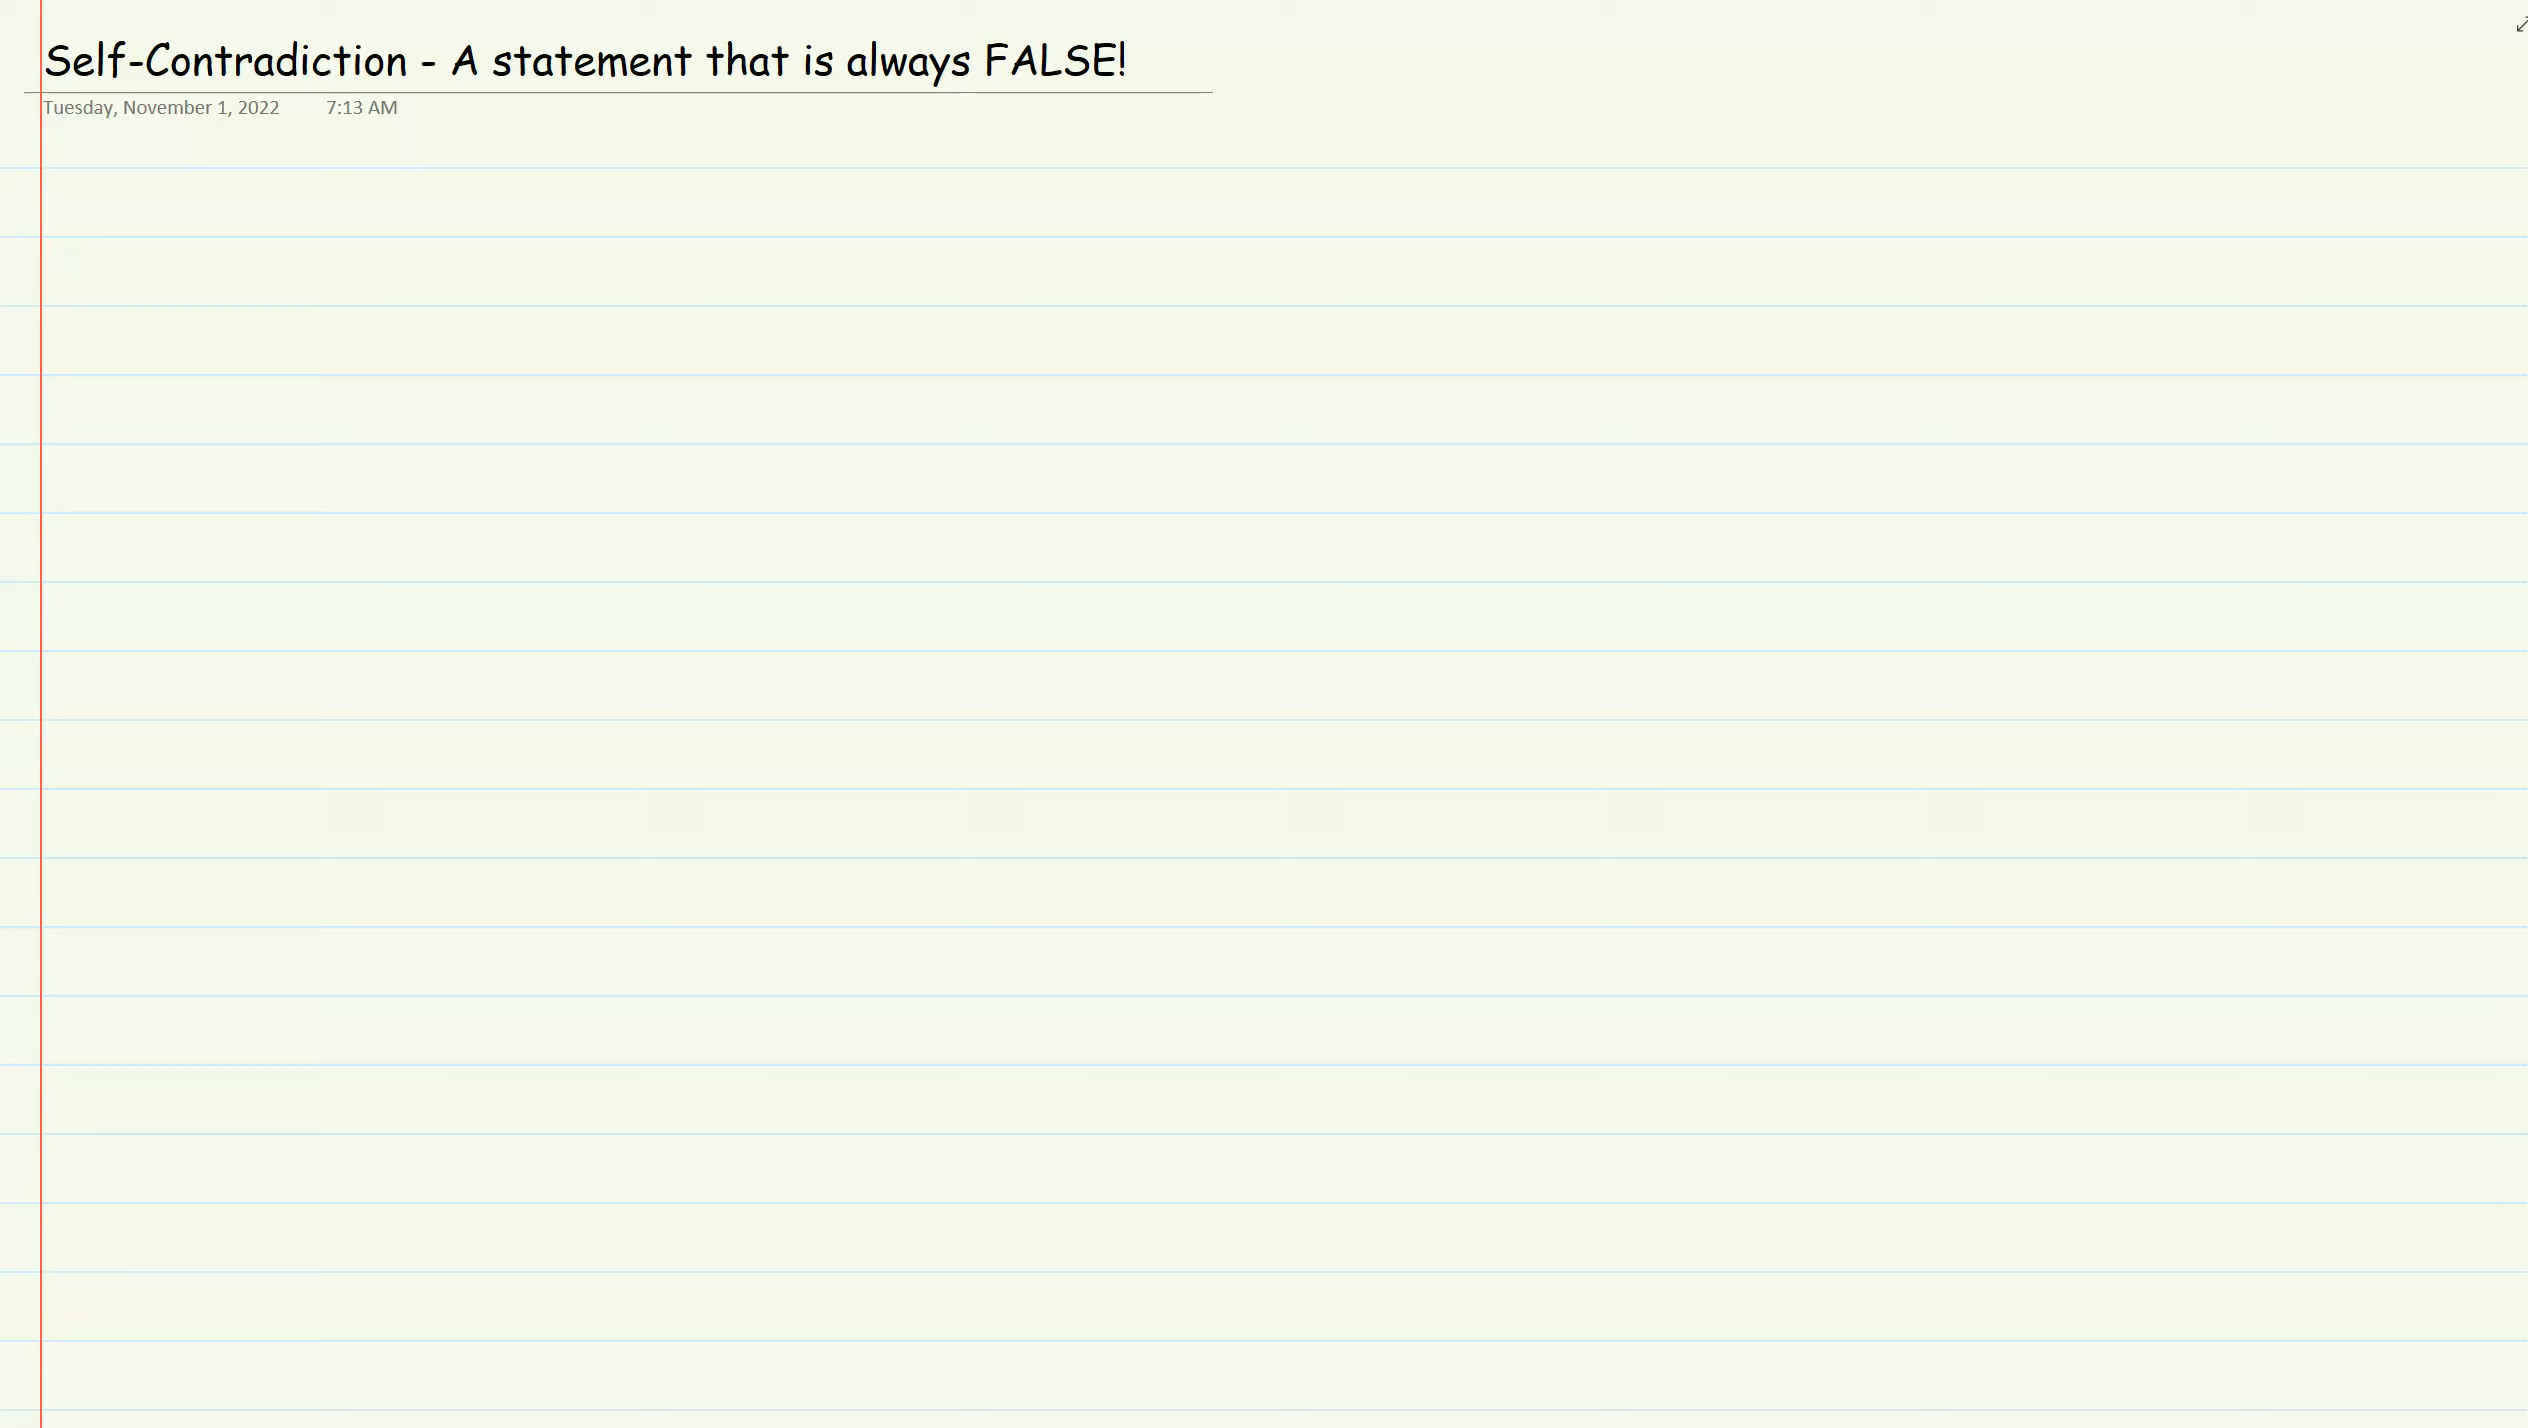 Self-Contradiction - A statement that is always FALSE!
Tuesday, November 1, 2022 7:13 AM